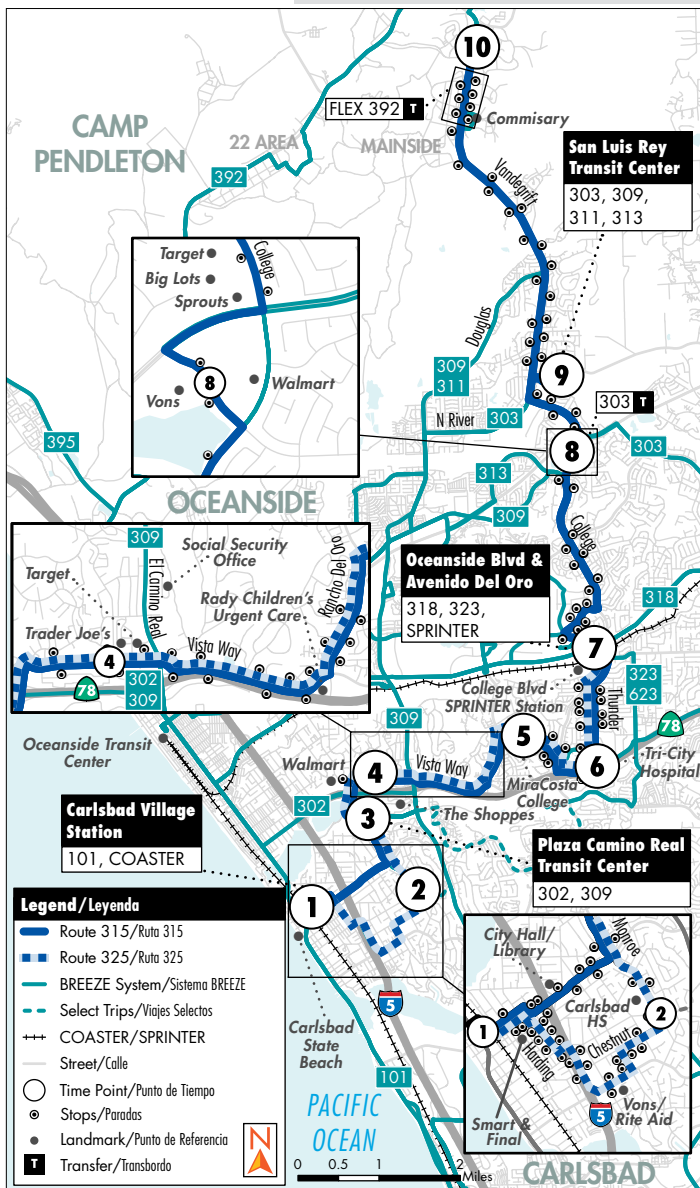 10
FLEX 392 T
Commisary
CAMP
PENDLETON
22 AREA
MAINSIDE
392
Vandegrift
San Luis Rey
Transit Center
303, 309,
311, 313
Target
Big Lots
Sprouts
College
8
Vons
Walmart
Douglas
309
311
N River
303
9
303 T
8
303
395
313
309
OCEANSIDE
College
309
El Camino Real
Social Security
Office
Target
Rady Children's
Urgent Care
Rancho Del Oro
Trader Joe's
4
Vista Way
78
302
309
Oceanside Blvd &
Avenido Del Oro
318, 323,
SPRINTER
318
7
College Blvd
SPRINTER Station
Thunder
323
623
78
Oceanside Transit
Center
309
5
6
Tri-City
Hospital
Walmart
4
Vista Way
MiraCosta
College
302
The Shoppes
3
Carlsbad Village
Station
101, COASTER
Plaza Camino Real
Transit Center
302, 309
1
2
5
Carlsbad
State
Beach
101
PACIFIC
OCEAN
City Hall/
Library
Monroe
Carlsbad
HS
1
2
Harding
Chestnut
Smart &
Final
5
Vons/
Rite Aid
CARLSBAD
Legend/Leyenda
Route 315/Ruta 315
Route 325/Ruta 325
BREEZE System/Sistema BREEZE
Select Trips/Viajes Selectos
COASTER/SPRINTER
Street/Calle
Time Point/Punto de Tiempo
Stops/Paradas
Landmark/Punto de Referencia
T Transfer/Transbordo
N
0 0.5 1 2
Miles